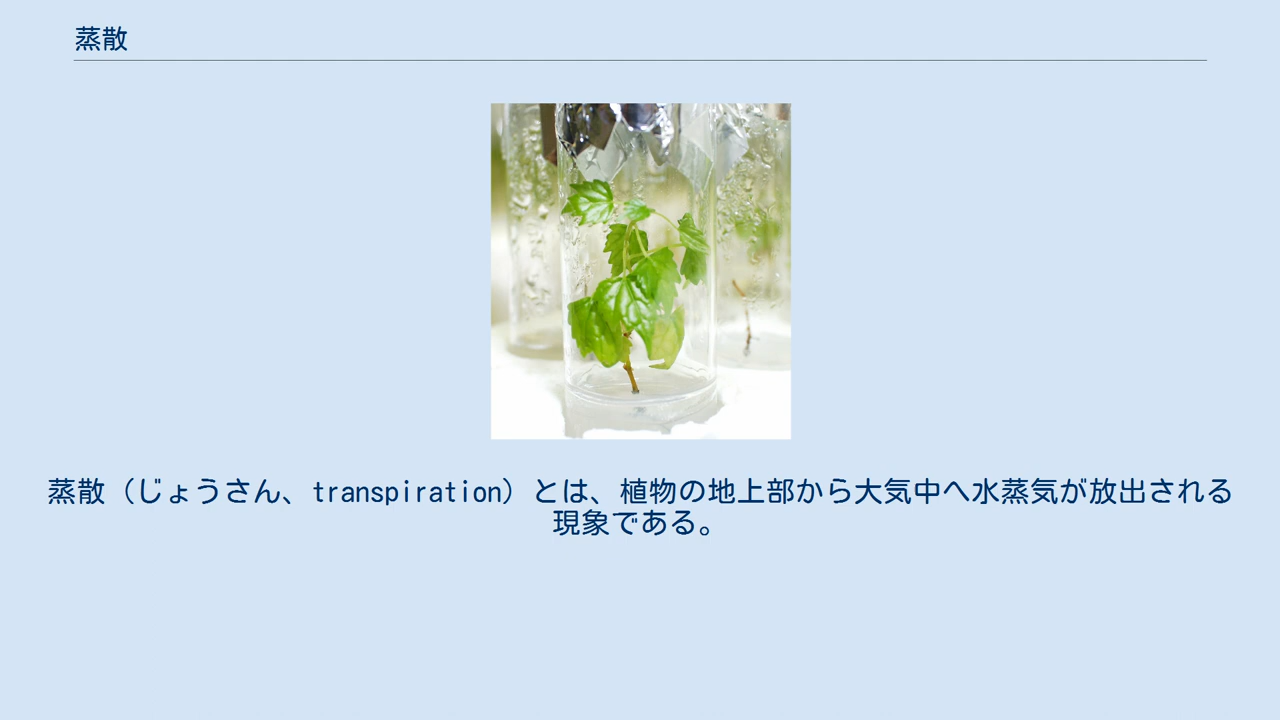 蒸散
蒸散（じょうさん、transpiration）とは、植物の地上部から大気中へ水蒸気が放出される
現象である。